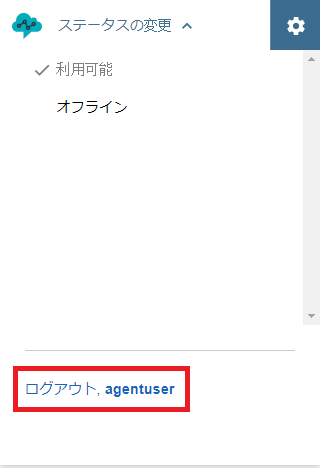 ステータスの変更
利用可能
オフライン
ログアウト, agentuser